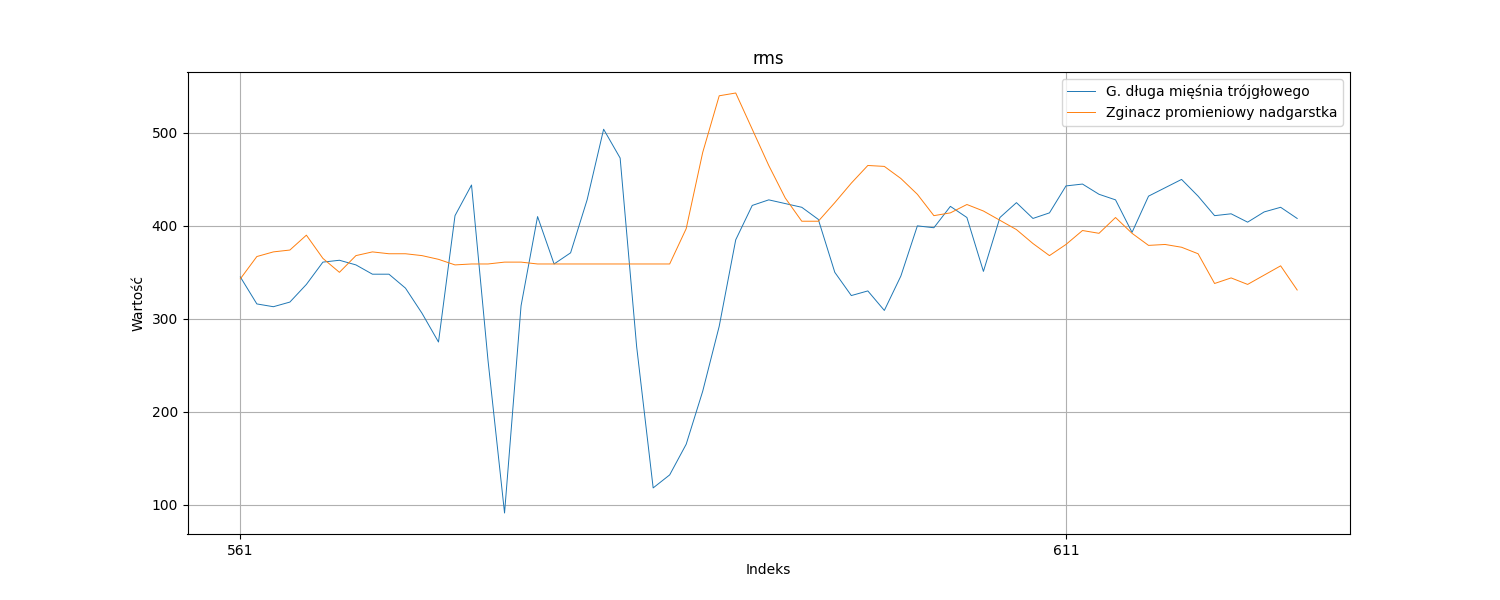 rms
G. długa mięśnia trójgłowego
Zginacz promieniowy nadgarstka
500
400
300
200
100
Wartość
561
611
Indeks